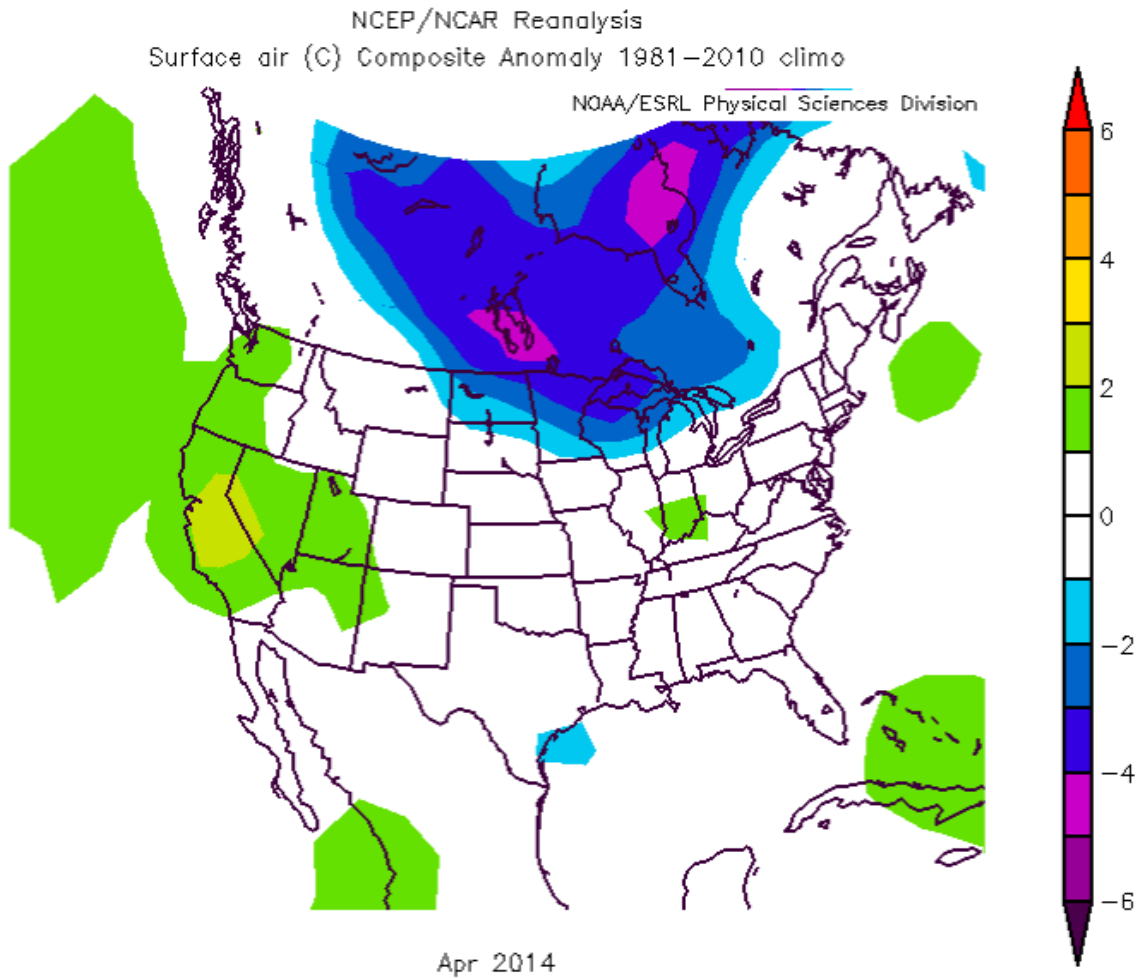 NCEP/NCAR Reanalysis
Surface air (C) Composite Anomaly 1981-2010 climo
NOAA/ESRL Physical Sciences Division
6
4
2
0
-2
-4
-6
Apr 2014